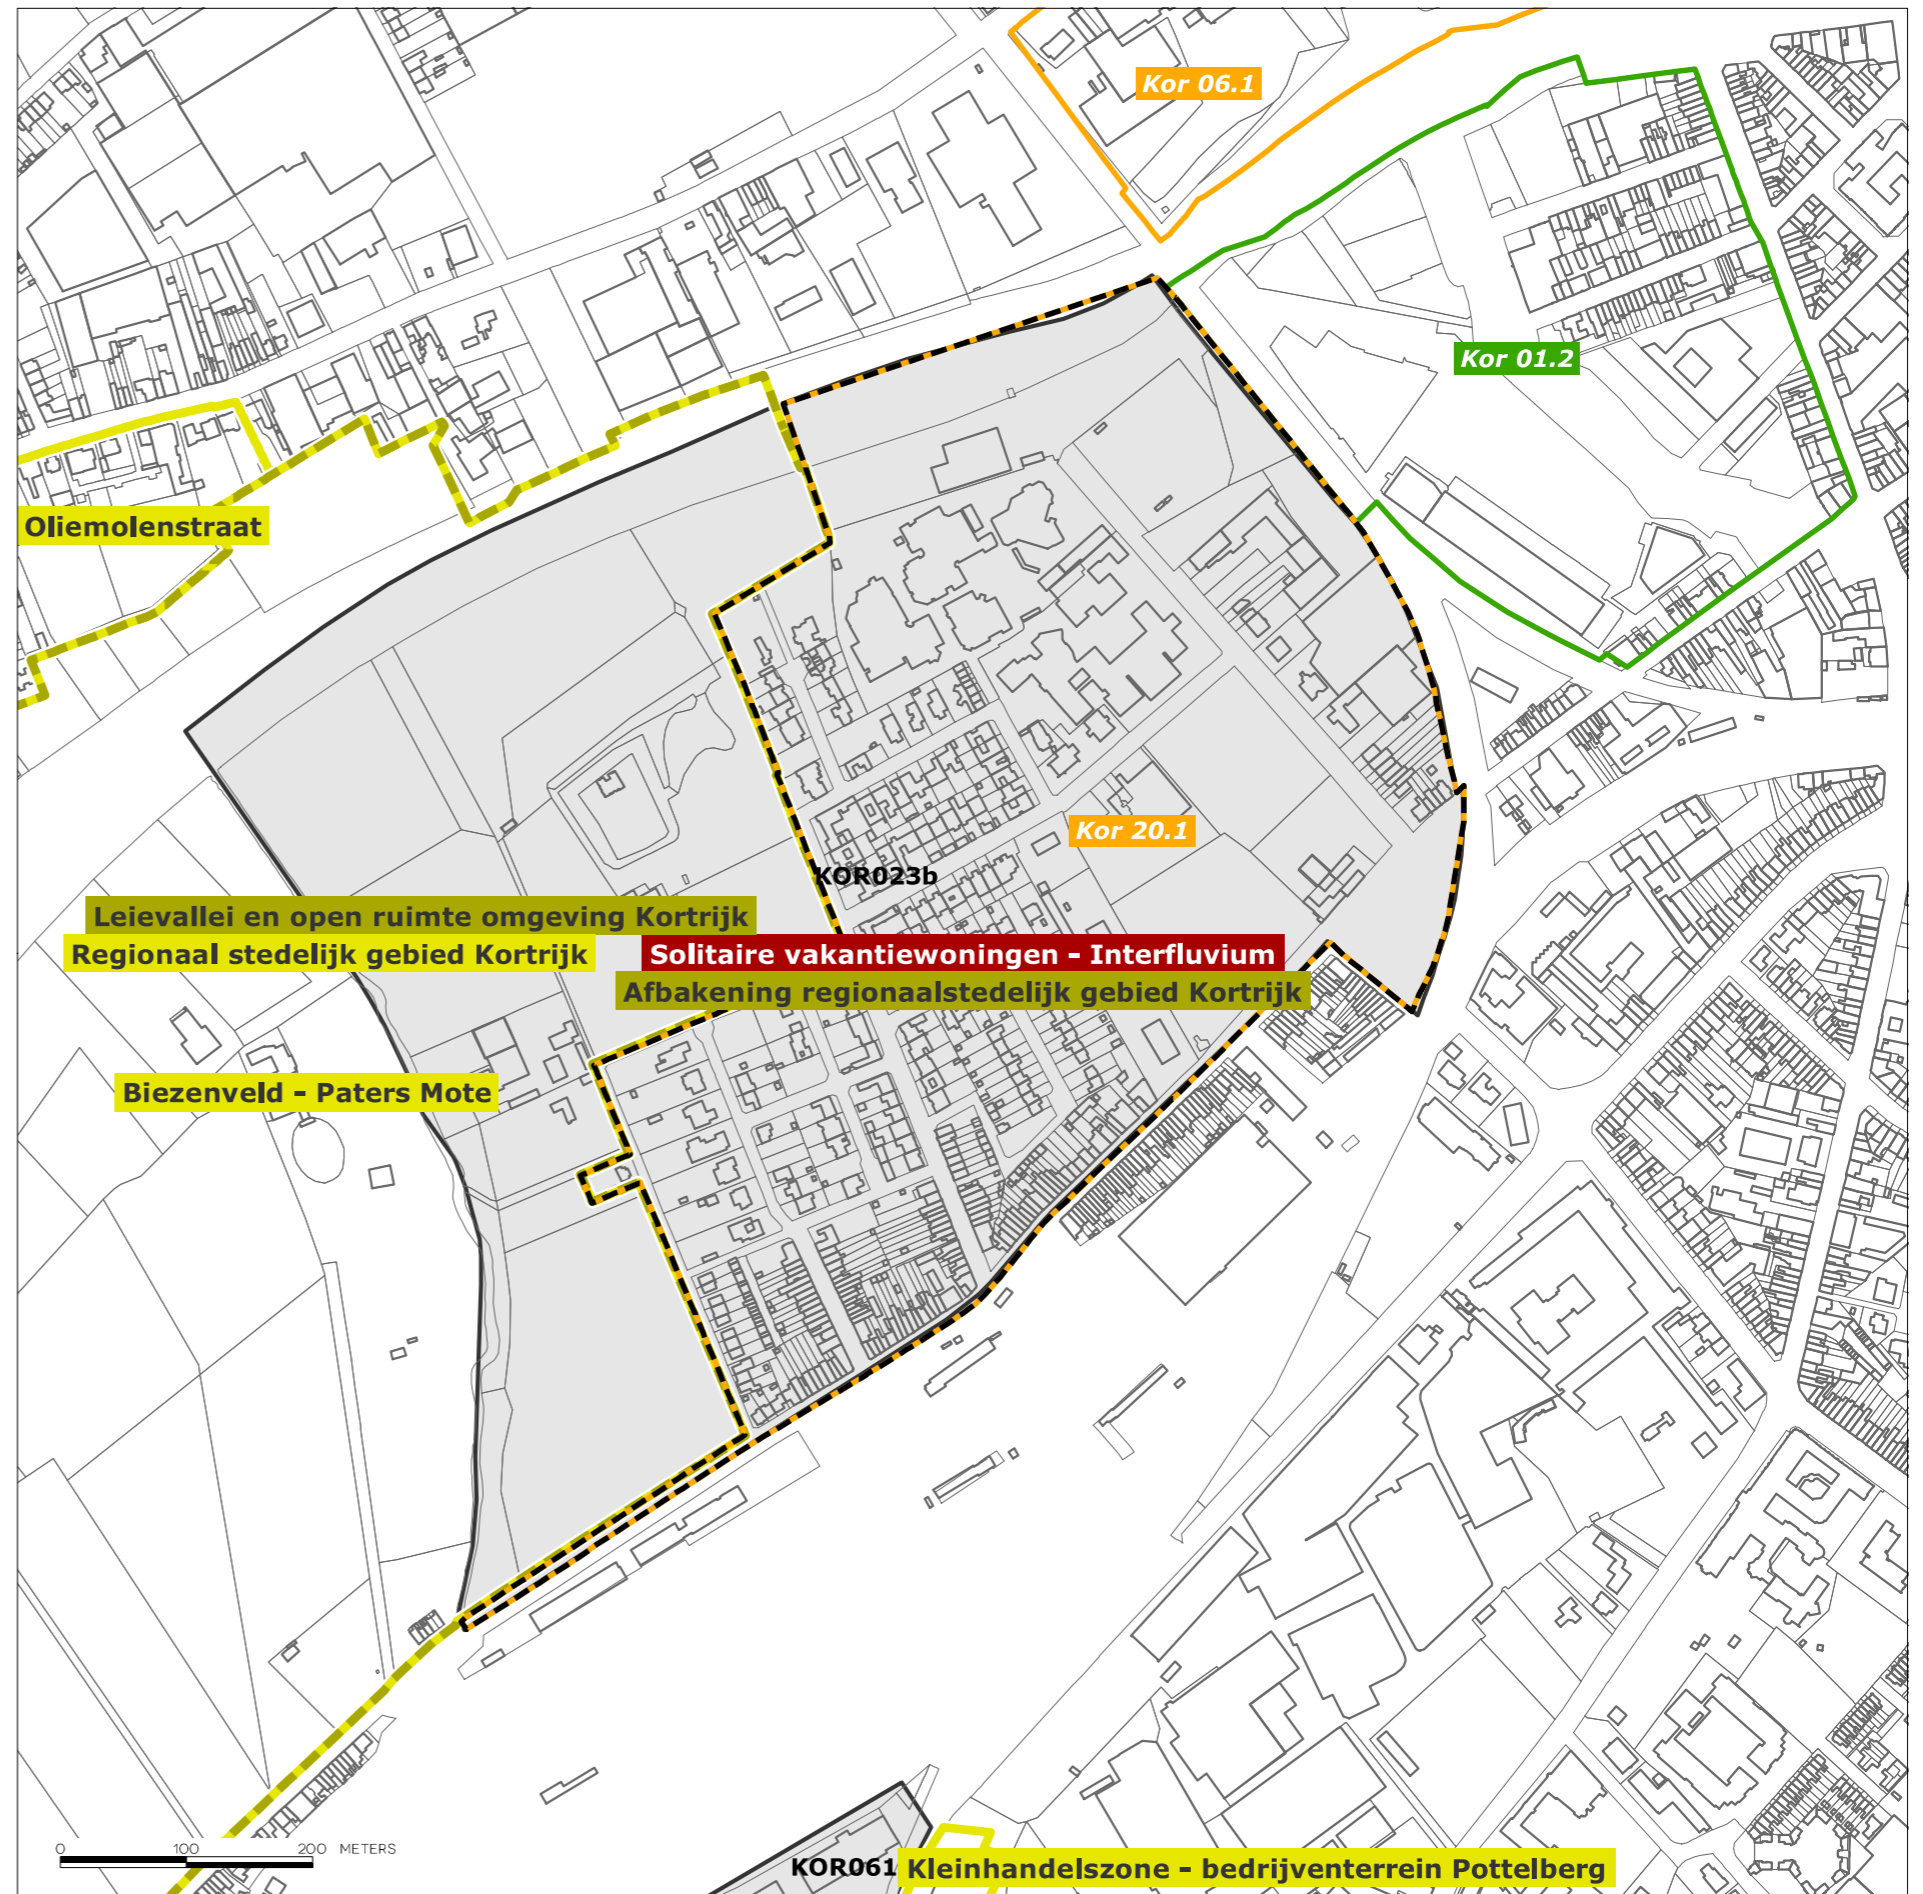 Kor 06.1
Kor 01.2
Oliemolenstraat
Kor 20.1
KOR023b
Leievallei en open ruimte omgeving Kortrijk
Regionaal stedelijk gebied Kortrijk
Solitaire vakantiewoningen - Interfluvium
Afbakening regionaalstedelijk gebied Kortrijk
Biezenveld - Paters Mote
0 100 200 METERS
KOR061
Kleinhandelszone - bedrijventerrein Pottelberg